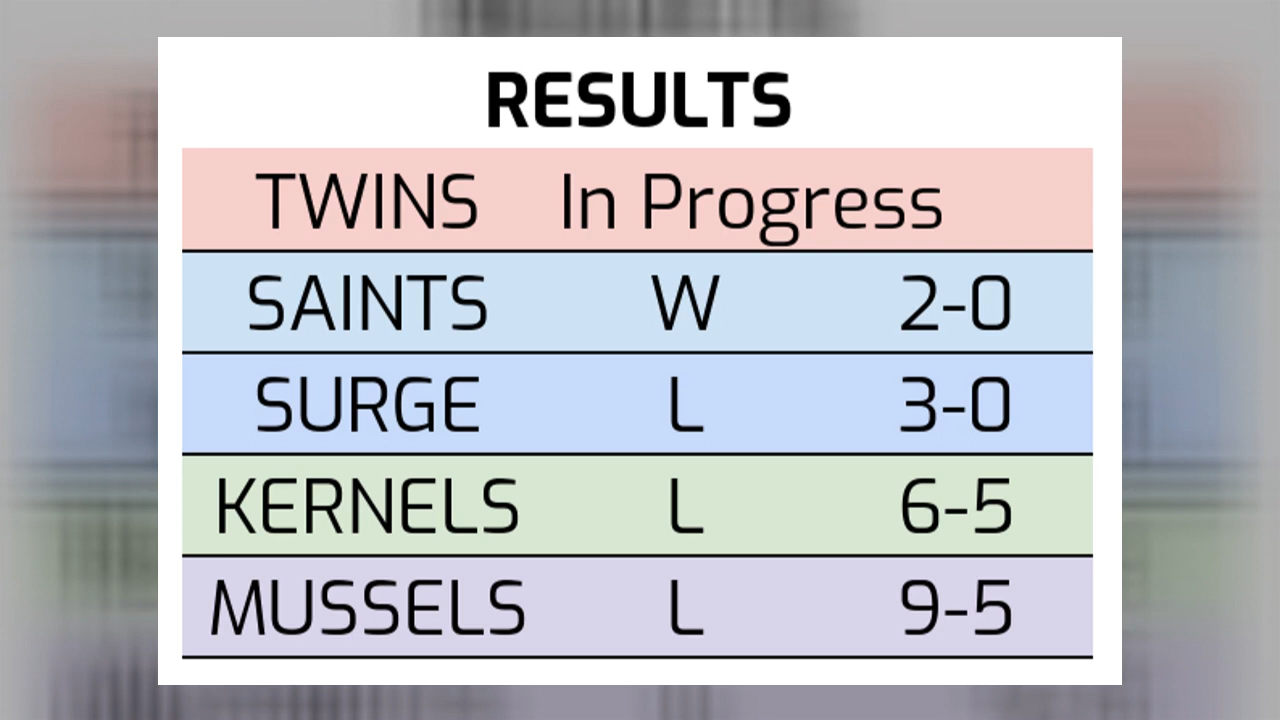 RESULTS
TWINS In Progress
SAINTS W 2-0
SURGE L 3-0
KERNELS L 6-5
MUSSELS L 9-5